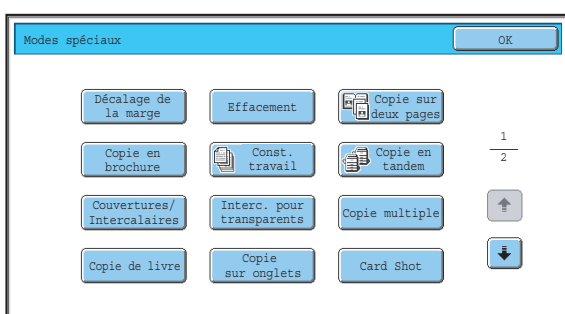 Modes spéciaux
OK
Décalage de
la marge
Effacement
Copie sur
deux pages
Copie en
brochure
Const.
travail
Copie en
tandem
1
2
Couvertures/
Intercalaires
Interc. pour
transparents
Copie multiple
Copie de livre
Copie
sur onglets
Card Shot